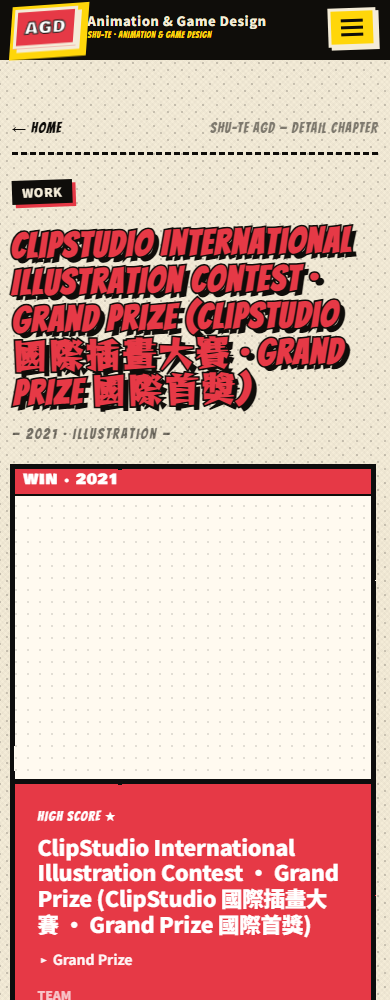 AGD
Animation & Game Design
SHU-TE · ANIMATION & GAME DESIGN
← HOME
SHU-TE AGD — DETAIL CHAPTER
WORK
CLIPSTUDIO INTERNATIONAL
ILLUSTRATION CONTEST ·
GRAND PRIZE (CLIPSTUDIO
國際插畫大賽 · GRAND
PRIZE 國際首獎)
— 2021 · ILLUSTRATION —
WIN · 2021
HIGH SCORE ★
ClipStudio International
Illustration Contest · Grand
Prize (ClipStudio 國際插畫大
賽 · Grand Prize 國際首獎)
▸ Grand Prize
TEAM